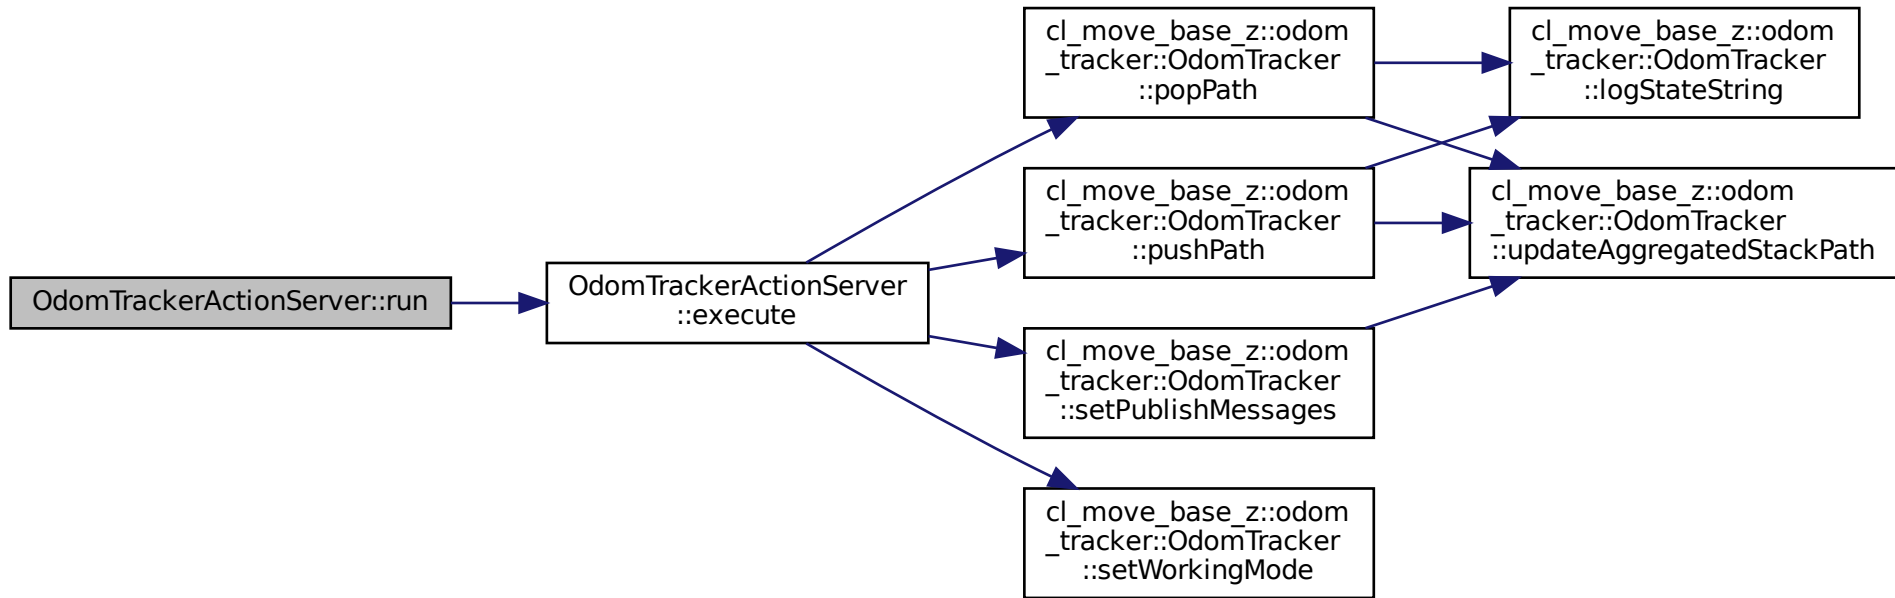 OdomTrackerActionServer::run
OdomTrackerActionServer
::execute
cl_move_base_z::odom
_tracker::OdomTracker
::popPath
cl_move_base_z::odom
_tracker::OdomTracker
::logStateString
cl_move_base_z::odom
_tracker::OdomTracker
::pushPath
cl_move_base_z::odom
_tracker::OdomTracker
::updateAggregatedStackPath
cl_move_base_z::odom
_tracker::OdomTracker
::setPublishMessages
cl_move_base_z::odom
_tracker::OdomTracker
::setWorkingMode